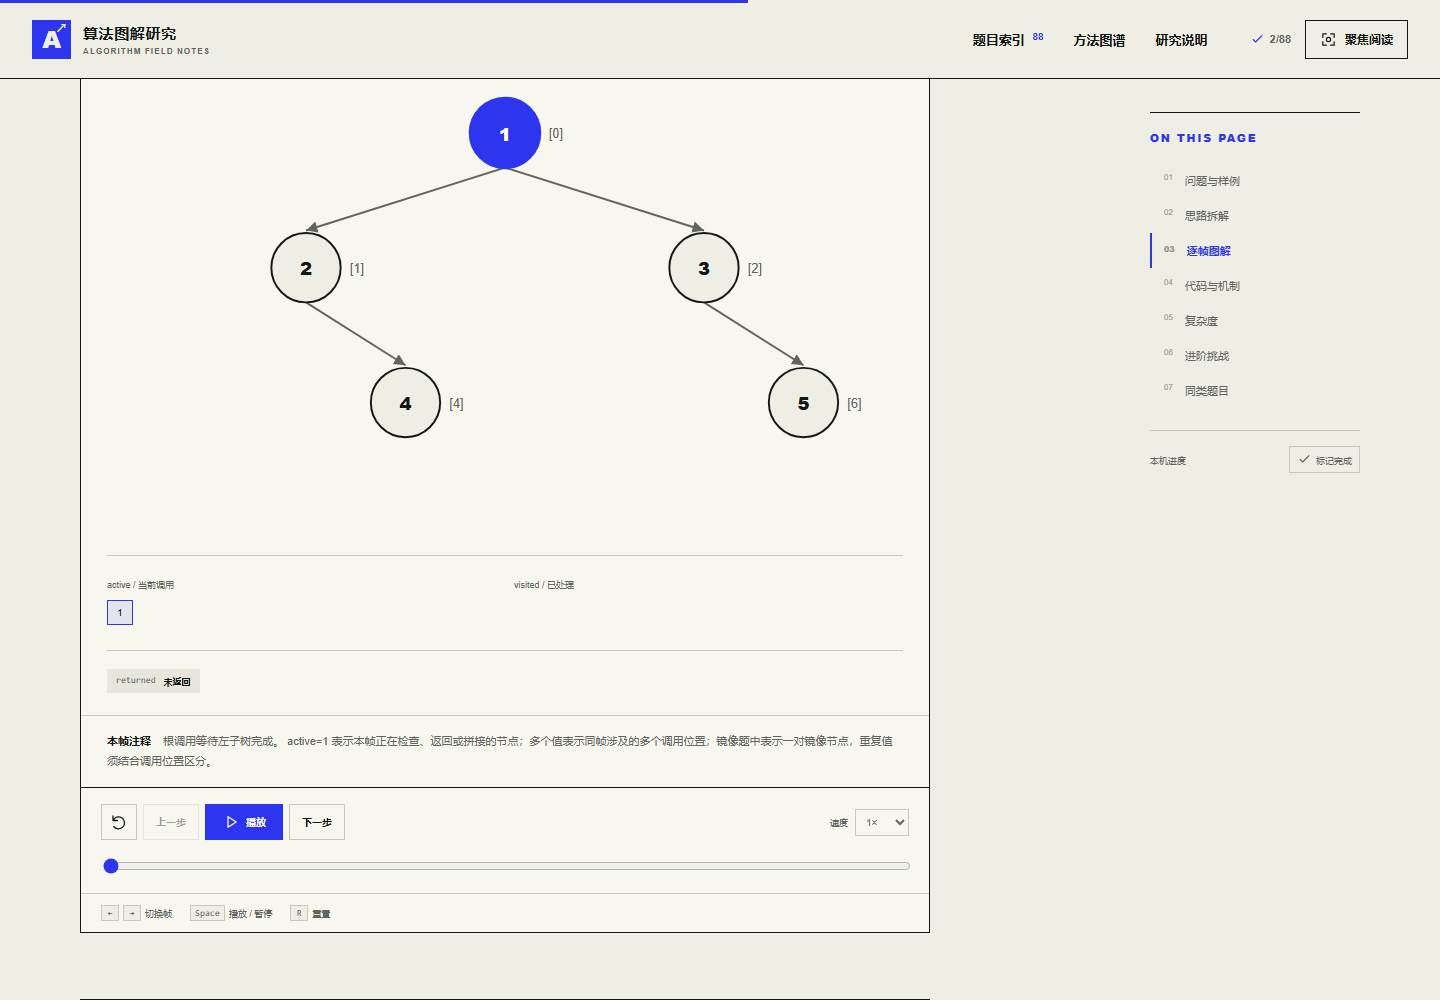 A
算法图解研究
ALGORITHM FIELD NOTES
题目索引 88
方法图谱
研究说明
2/88
聚焦阅读
1 [0]
2 [1]
3 [2]
4 [4]
5 [6]
active / 当前调用
visited / 已处理
1
returned 未返回
本帧注释 根调用等待左子树完成。 active=1 表示本帧正在检查、返回或拼接的节点；多个值表示同帧涉及的多个调用位置；镜像题中表示一对镜像节点，重复值
须结合调用位置区分。
上一步
播放
下一步
速度 1×
← → 切换帧 Space 播放 / 暂停 R 重置
ON THIS PAGE
01 问题与样例
02 思路拆解
03 逐帧图解
04 代码与机制
05 复杂度
06 进阶挑战
07 同类题目
本机进度
标记完成